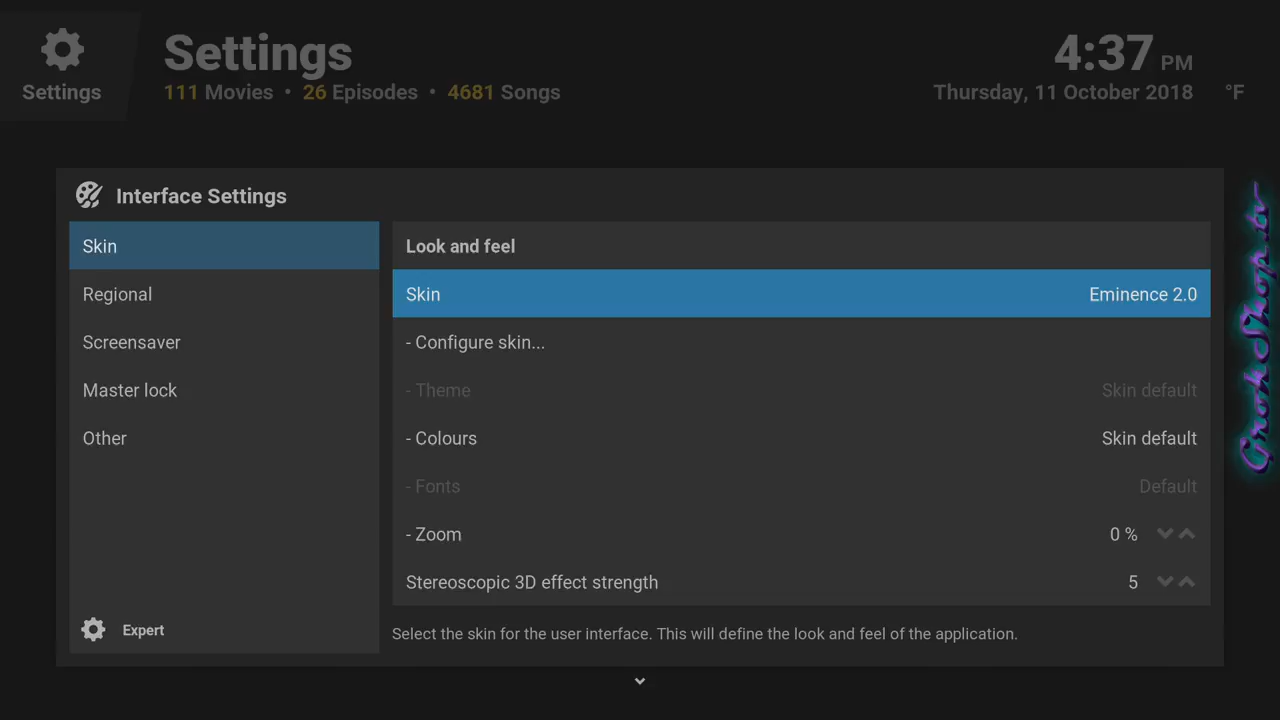 Settings
Settings
111 Movies • 26 Episodes • 4681 Songs
4:37 PM
Thursday, 11 October 2018 °F
Interface Settings
Skin
Regional
Screensaver
Master lock
Other
Expert
Look and feel
Skin Eminence 2.0
- Configure skin...
- Theme Skin default
- Colours Skin default
- Fonts Default
- Zoom 0 %
Stereoscopic 3D effect strength 5
Select the skin for the user interface. This will define the look and feel of the application.
GrokShop.tv